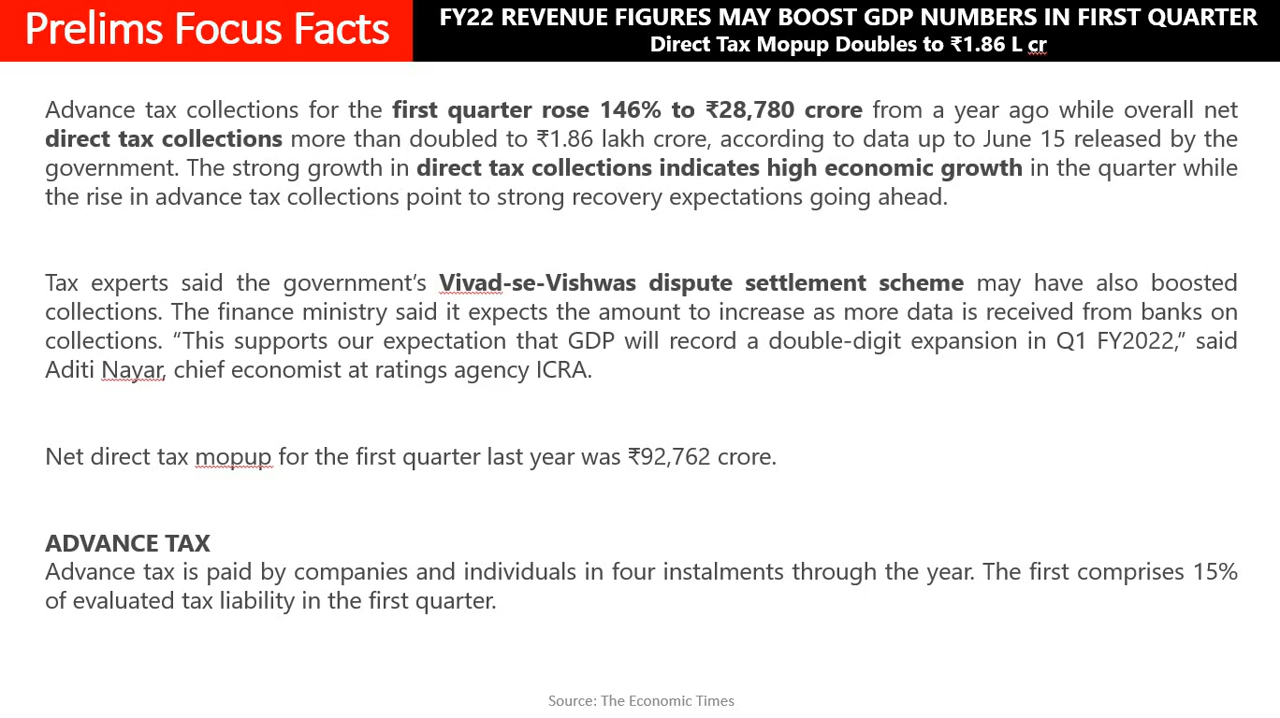 Prelims Focus Facts
FY22 REVENUE FIGURES MAY BOOST GDP NUMBERS IN FIRST QUARTER
Direct Tax Mopup Doubles to ₹1.86 L cr
Advance tax collections for the first quarter rose 146% to ₹28,780 crore from a year ago while overall net
direct tax collections more than doubled to ₹1.86 lakh crore, according to data up to June 15 released by the
government. The strong growth in direct tax collections indicates high economic growth in the quarter while
the rise in advance tax collections point to strong recovery expectations going ahead.
Tax experts said the government’s Vivad-se-Vishwas dispute settlement scheme may have also boosted
collections. The finance ministry said it expects the amount to increase as more data is received from banks on
collections. “This supports our expectation that GDP will record a double-digit expansion in Q1 FY2022,” said
Aditi Nayar, chief economist at ratings agency ICRA.
Net direct tax mopup for the first quarter last year was ₹92,762 crore.
ADVANCE TAX
Advance tax is paid by companies and individuals in four instalments through the year. The first comprises 15%
of evaluated tax liability in the first quarter.
Source: The Economic Times